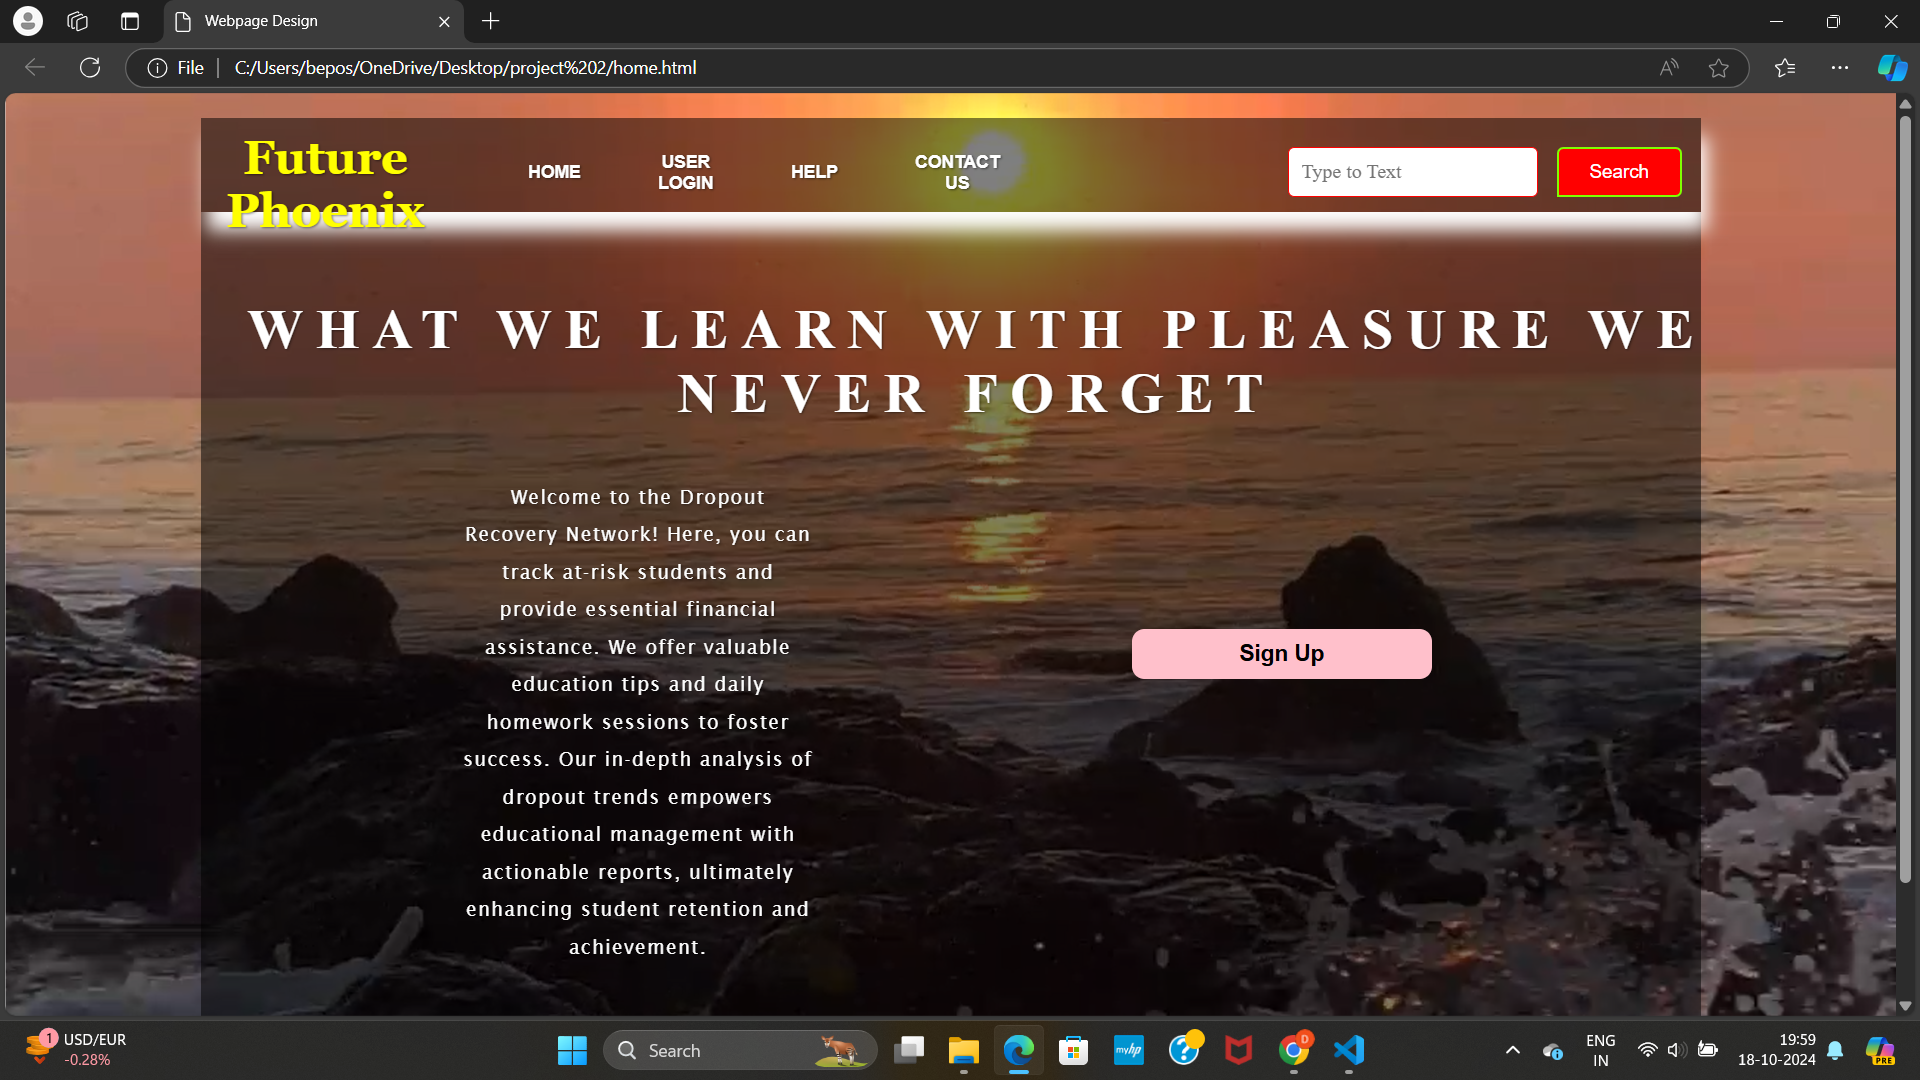 Webpage Design
File
C:/Users/bepos/OneDrive/Desktop/project%202/home.html
Future
Phoenix
HOME
USER
LOGIN
HELP
CONTACT
US
Type to Text
Search
WHAT WE LEARN WITH PLEASURE WE
NEVER FORGET
Welcome to the Dropout
Recovery Network! Here, you can
track at-risk students and
provide essential financial
assistance. We offer valuable
education tips and daily
homework sessions to foster
success. Our in-depth analysis of
dropout trends empowers
educational management with
actionable reports, ultimately
enhancing student retention and
achievement.
Sign Up
1
USD/EUR
-0.28%
Search
myhp
D
ENG
IN
19:59
18-10-2024
PRE